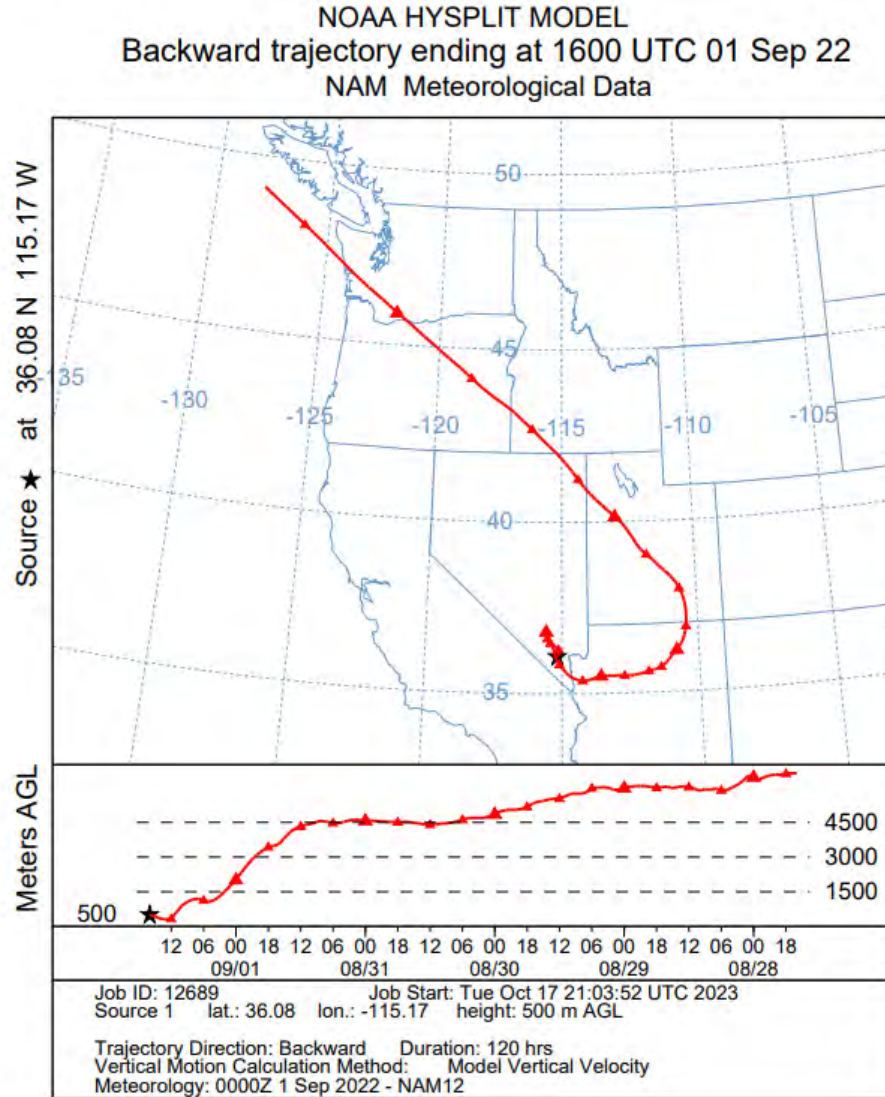 NOAA HYSPLIT MODEL
Backward trajectory ending at 1600 UTC 01 Sep 22
NAM Meteorological Data
Source ★ at 36.08 N 115.17 W
50
45
-135
-130
-125
-120
-115
-110
-105
40
35
Meters AGL
4500
3000
1500
500
12 06 00 18 12 06 00 18 12 06 00 18 12 06 00 18 12 06 00 18
09/01 08/31 08/30 08/29 08/28
Job ID: 12689 Job Start: Tue Oct 17 21:03:52 UTC 2023
Source 1 lat.: 36.08 lon.: -115.17 height: 500 m AGL
Trajectory Direction: Backward Duration: 120 hrs
Vertical Motion Calculation Method: Model Vertical Velocity
Meteorology: 0000Z 1 Sep 2022 - NAM12